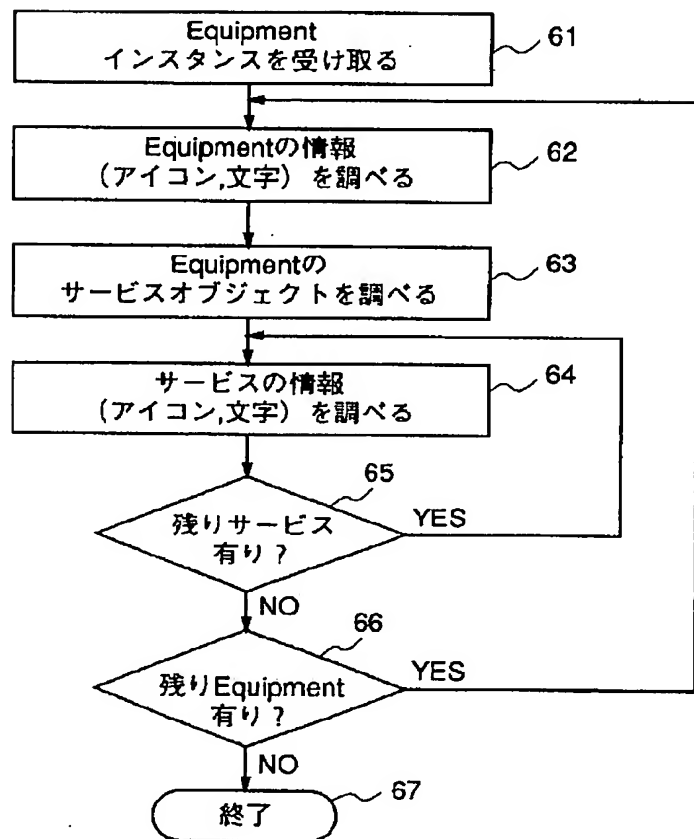 Equipment
インスタンスを受け取る
61
Equipmentの情報
(アイコン,文字) を調べる
62
Equipmentの
サービスオブジェクトを調べる
63
サービスの情報
(アイコン,文字) を調べる
64
65
残りサービス
有り?
YES
NO
66
残りEquipment
有り?
YES
NO
67
終了